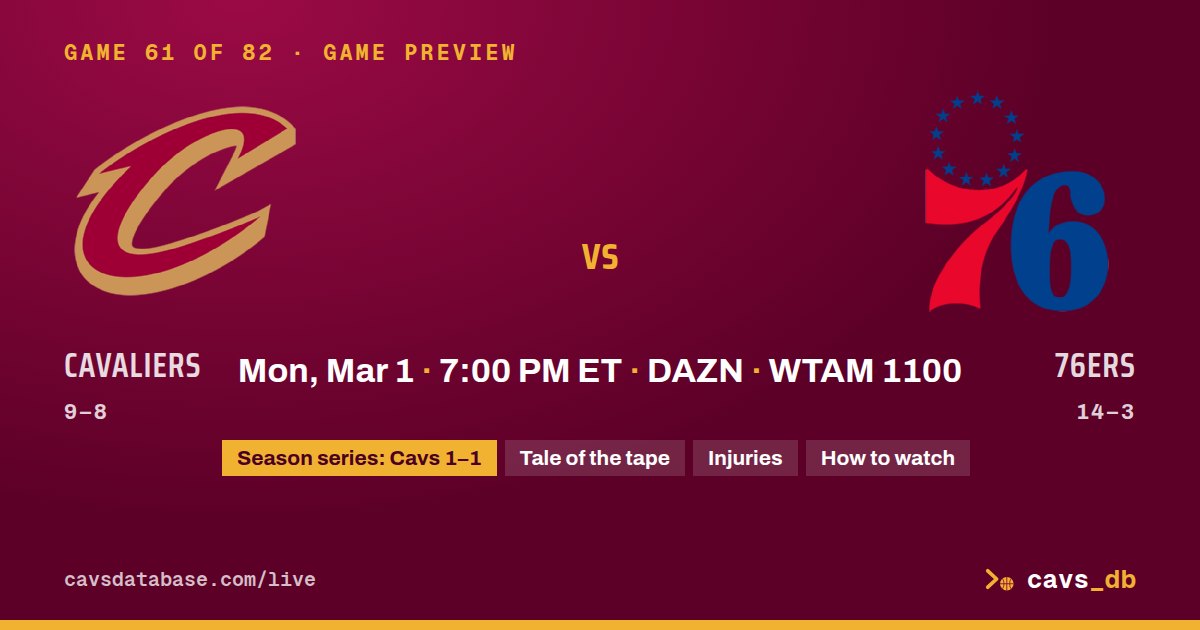 GAME 61 OF 82 · GAME PREVIEW
76
VS
CAVALIERS
Mon, Mar 1 · 7:00 PM ET · DAZN · WTAM 1100
76ERS
9–8
14–3
Season series: Cavs 1–1
Tale of the tape
Injuries
How to watch
cavsdatabase.com/live
cavs_db